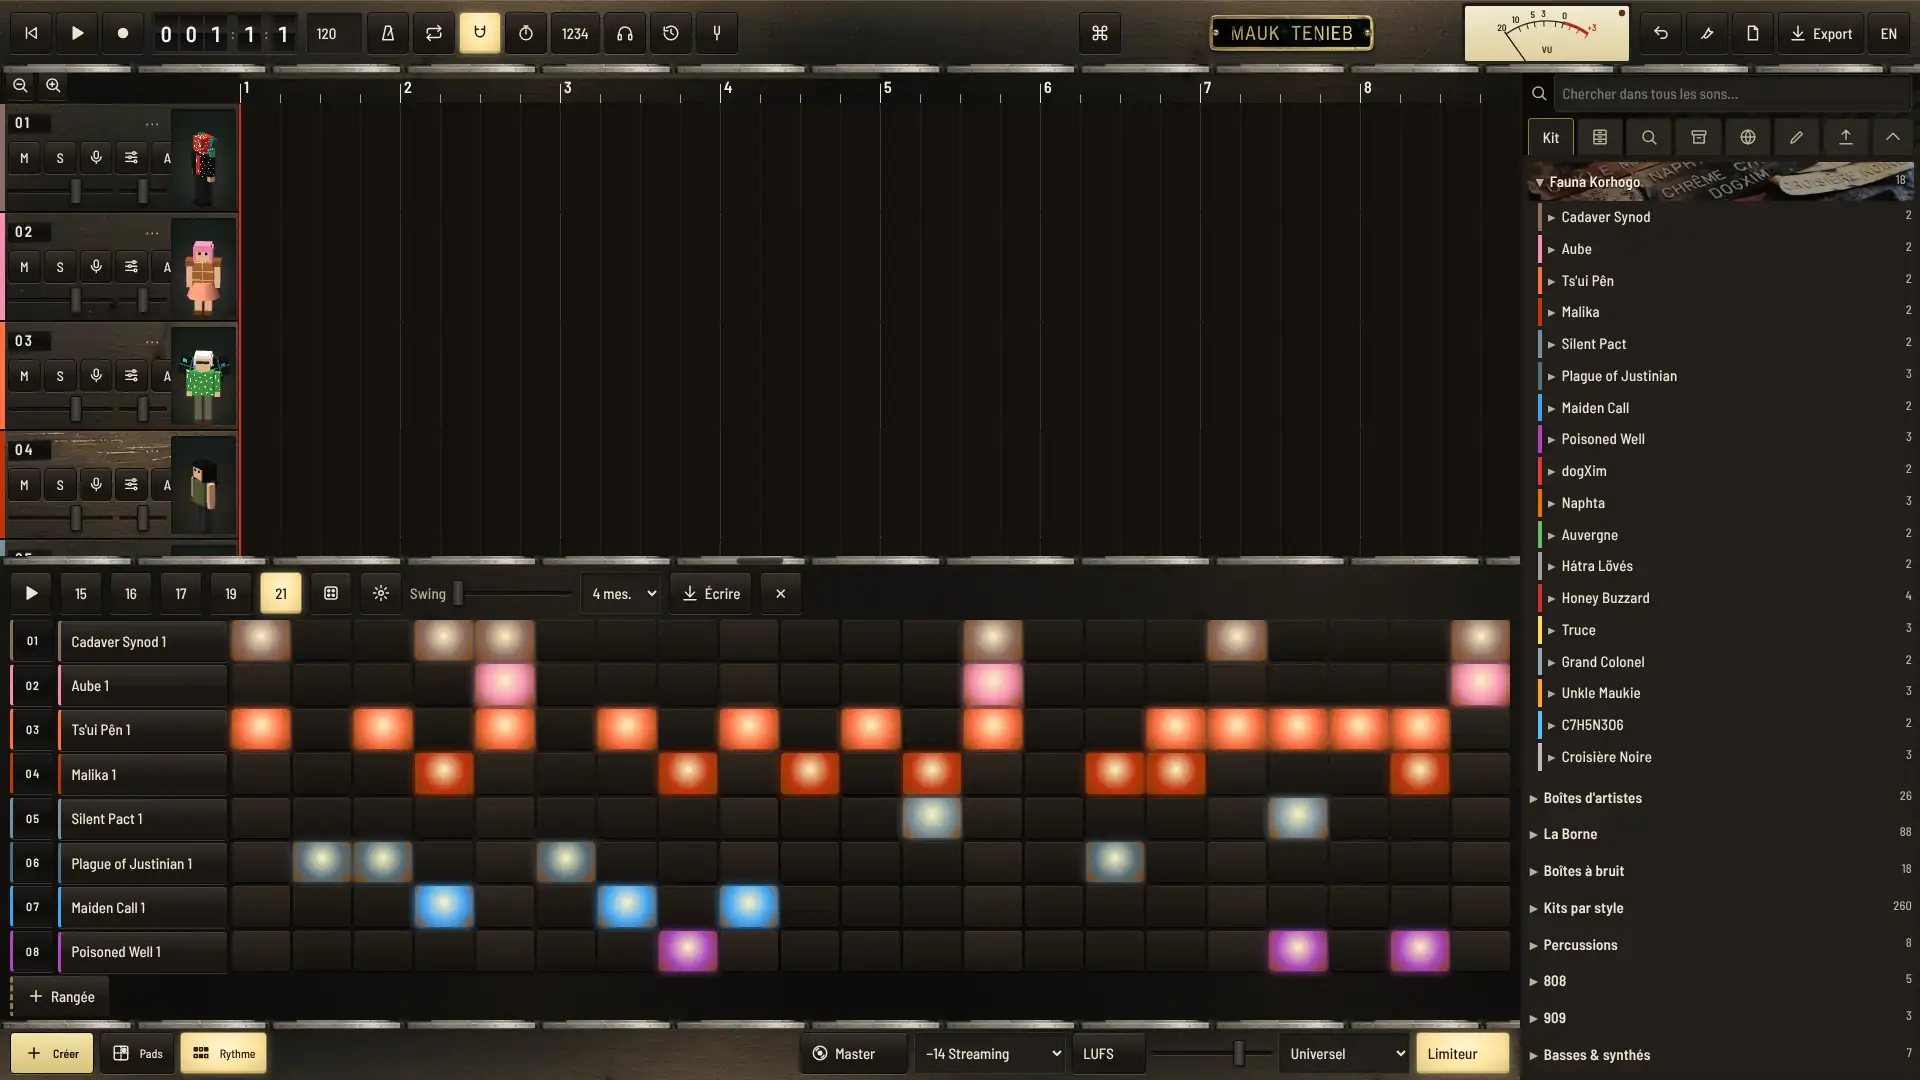 0 0 1 : 1 : 1
120
1234
MAUK TENIEB
20 10 5 3 0 +3
VU
Export
EN
1 2 3 4 5 6 7 8
Chercher dans tous les sons...
Kit
01 ...
M S A
02 ...
M S A
03 ...
M S A
04 ...
M S A
Fauna Korhogo 18
Cadaver Synod 2
Aube 2
Ts'ui Pên 2
Malika 2
Silent Pact 2
Plague of Justinian 3
Maiden Call 2
Poisoned Well 3
dogXim 2
Naphta 3
Auvergne 2
Hátra Lövés 2
Honey Buzzard 4
Truce 3
Grand Colonel 2
Unkle Maukie 3
C7H5N3O6 2
Croisière Noire 3
Boîtes d'artistes 26
La Borne 88
Boîtes à bruit 18
Kits par style 260
Percussions 8
808 5
909 3
Basses & synthés 7
15 16 17 19 21 Swing 4 mes. Écrire ×
01 Cadaver Synod 1
02 Aube 1
03 Ts'ui Pên 1
04 Malika 1
05 Silent Pact 1
06 Plague of Justinian 1
07 Maiden Call 1
08 Poisoned Well 1
+ Rangée
+ Créer
Pads
Rythme
Master
−14 Streaming
LUFS
Universel
Limiteur